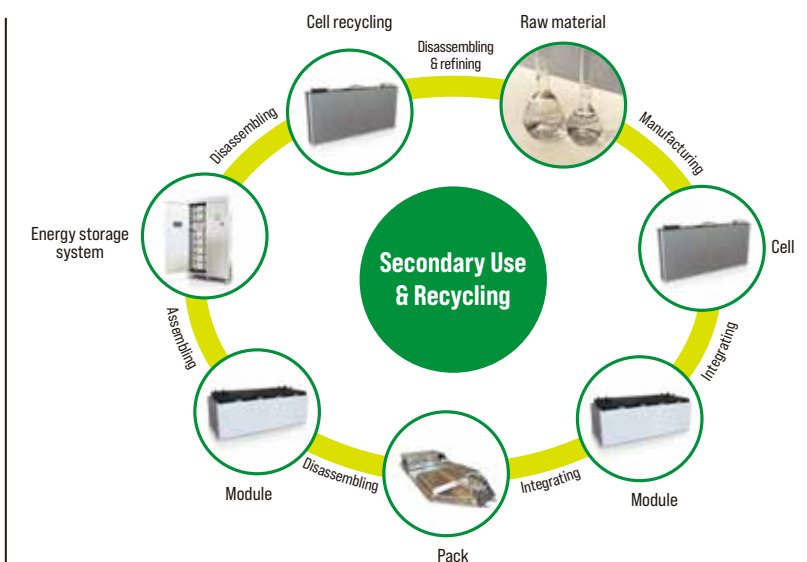 Cell recycling
Disassembling
& refining
Raw material
Manufacturing
Cell
Integrating
Module
Integrating
Pack
Disassembling
Module
Assembling
Energy storage
system
Disassembling
Secondary Use
& Recycling